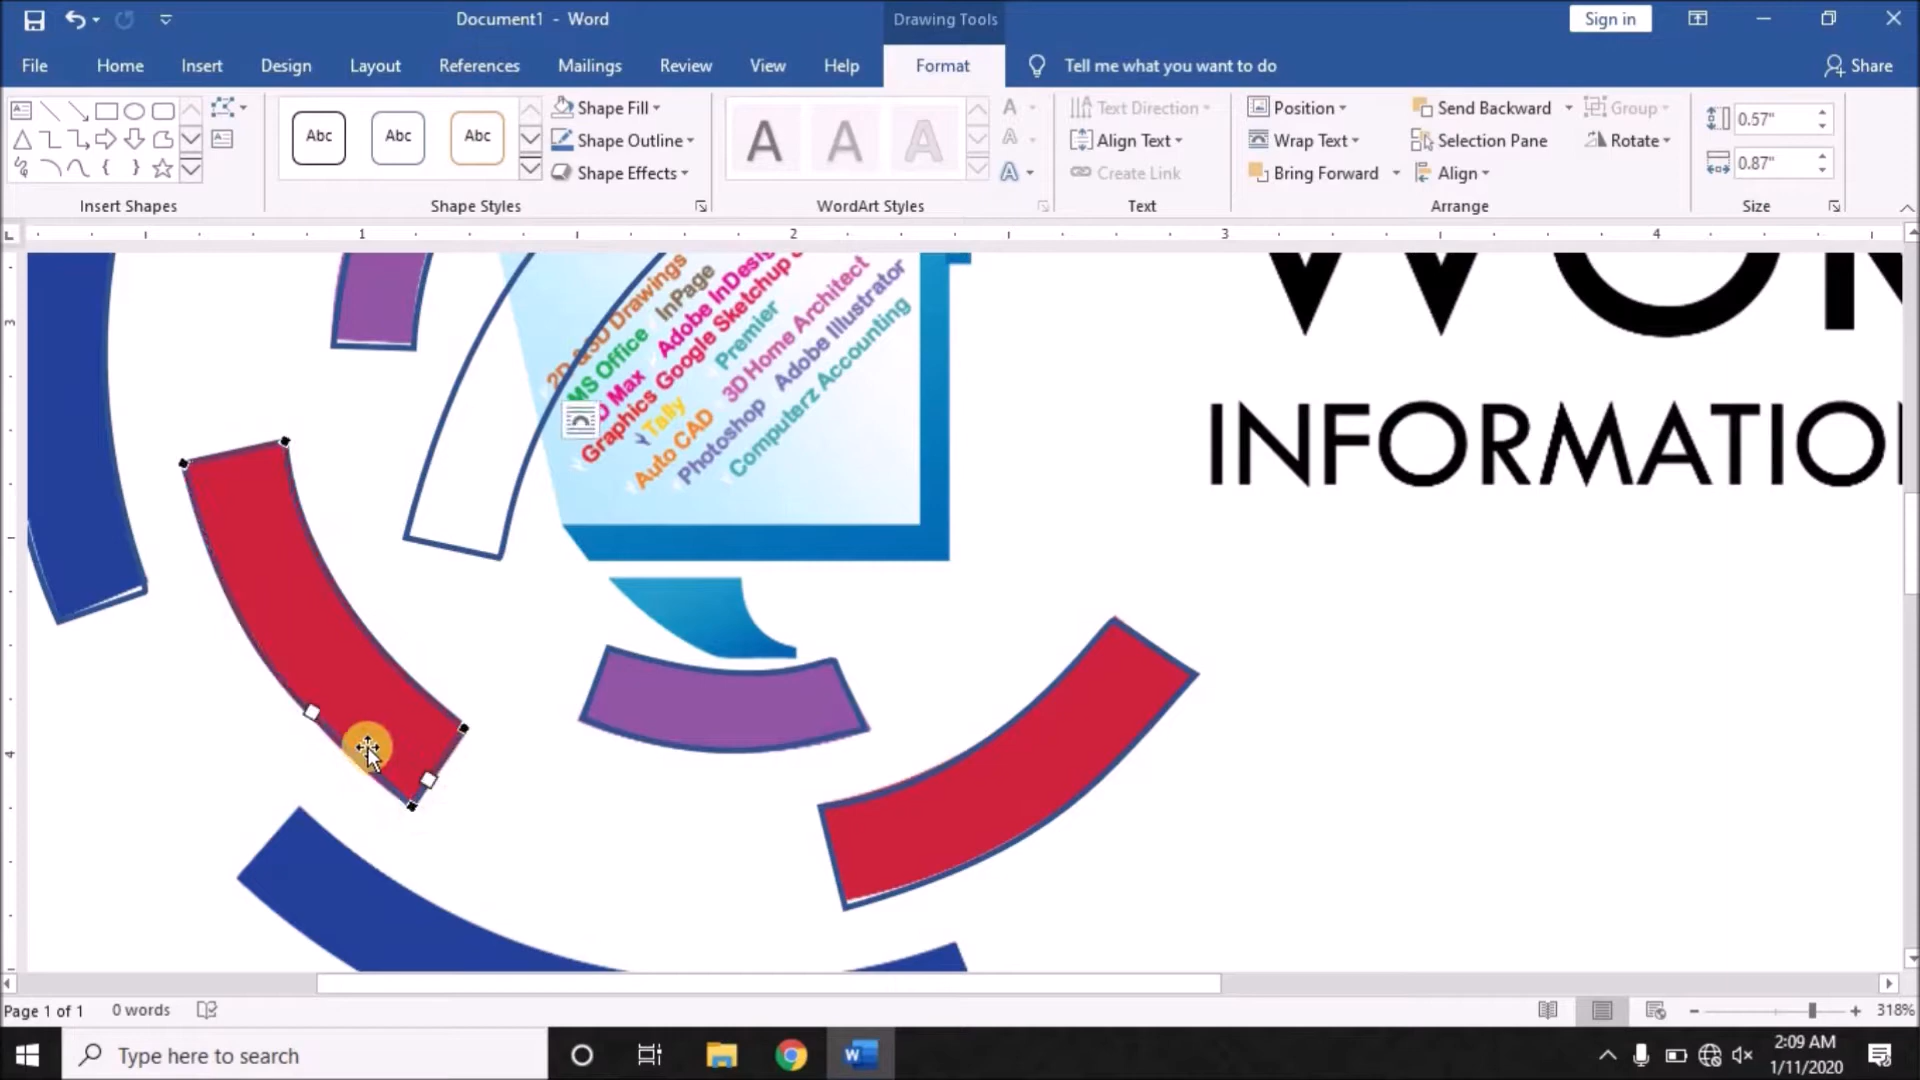 Document1 - Word
Drawing Tools
Sign in
File
Home
Insert
Design
Layout
References
Mailings
Review
View
Help
Format
Tell me what you want to do
Share
Abc
Abc
Abc
Shape Fill
Shape Outline
Shape Effects
A
A
A
A
A
A
Text Direction
Align Text
Create Link
Position
Wrap Text
Bring Forward
Send Backward
Selection Pane
Align
Group
Rotate
0.57"
0.87"
Insert Shapes
Shape Styles
WordArt Styles
Text
Arrange
Size
1
2
3
4
3
4
2D &3D Drawings
MS Office
InPage
D Max
Adobe InDesig
Graphics
Google Sketchup
Tally
Premier
Auto CAD
3D Home Architect
Photoshop
Adobe Illustrator
Computerz Accounting
INFORMATIO
Page 1 of 1
0 words
318%
Type here to search
2:09 AM
1/11/2020